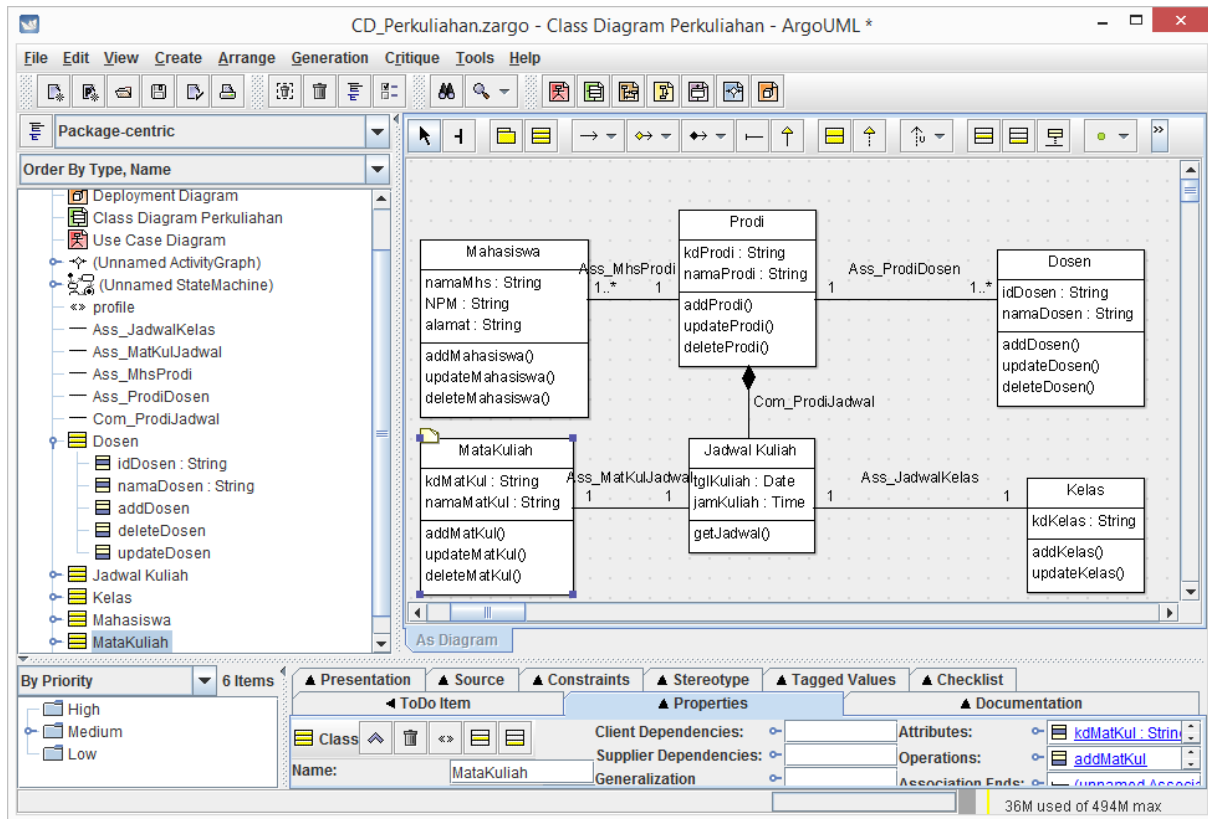 CD_Perkuliahan.zargo - Class Diagram Perkuliahan - ArgoUML *
File Edit View Create Arrange Generation Critique Tools Help
Package-centric
Order By Type, Name
Deployment Diagram
Class Diagram Perkuliahan
Use Case Diagram
(Unnamed ActivityGraph)
(Unnamed StateMachine)
«» profile
Ass_JadwalKelas
Ass_MatKulJadwal
Ass_MhsProdi
Ass_ProdiDosen
Com_ProdiJadwal
Dosen
idDosen : String
namaDosen : String
addDosen
deleteDosen
updateDosen
Jadwal Kuliah
Kelas
Mahasiswa
MataKuliah
Mahasiswa
namaMhs : String
NPM : String
alamat : String
addMahasiswa()
updateMahasiswa()
deleteMahasiswa()
Ass_MhsProdi
1..* 1
Prodi
kdProdi : String
namaProdi : String
addProdi()
updateProdi()
deleteProdi()
Ass_ProdiDosen
1 1..*
Dosen
idDosen : String
namaDosen : String
addDosen()
updateDosen()
deleteDosen()
Com_ProdiJadwal
MataKuliah
kdMatKul : String
namaMatKul : String
addMatKul()
updateMatKul()
deleteMatKul()
Ass_MatKulJadwal
1 1
Jadwal Kuliah
tglKuliah : Date
jamKuliah : Time
getJadwal()
Ass_JadwalKelas
1 1
Kelas
kdKelas : String
addKelas()
updateKelas()
As Diagram
By Priority 6 Items
High
Medium
Low
Presentation Source Constraints Stereotype Tagged Values Checklist
ToDo Item Properties Documentation
Class
Name: MataKuliah
Client Dependencies:
Supplier Dependencies:
Generalization
Attributes: kdMatKul : String
Operations: addMatKul
Association Ends: (unnamed Associa
36M used of 494M max